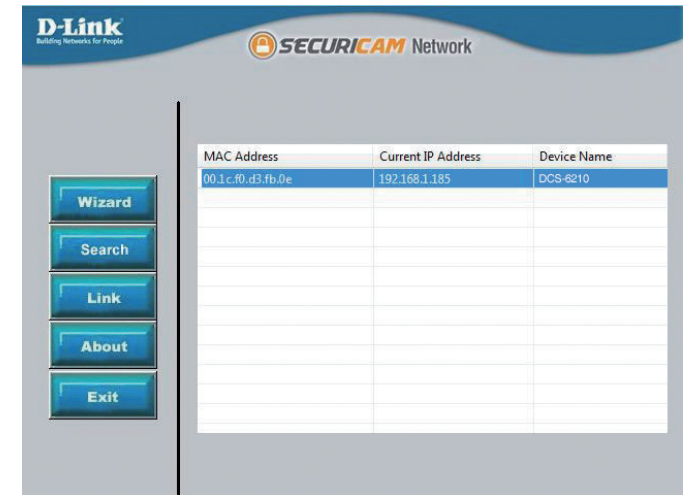 D-Link
Building Networks for People
SECURICAM Network
MAC Address Current IP Address Device Name
00.1c.f0.d3.fb.0e 192.168.1.185 DCS-6210
Wizard
Search
Link
About
Exit